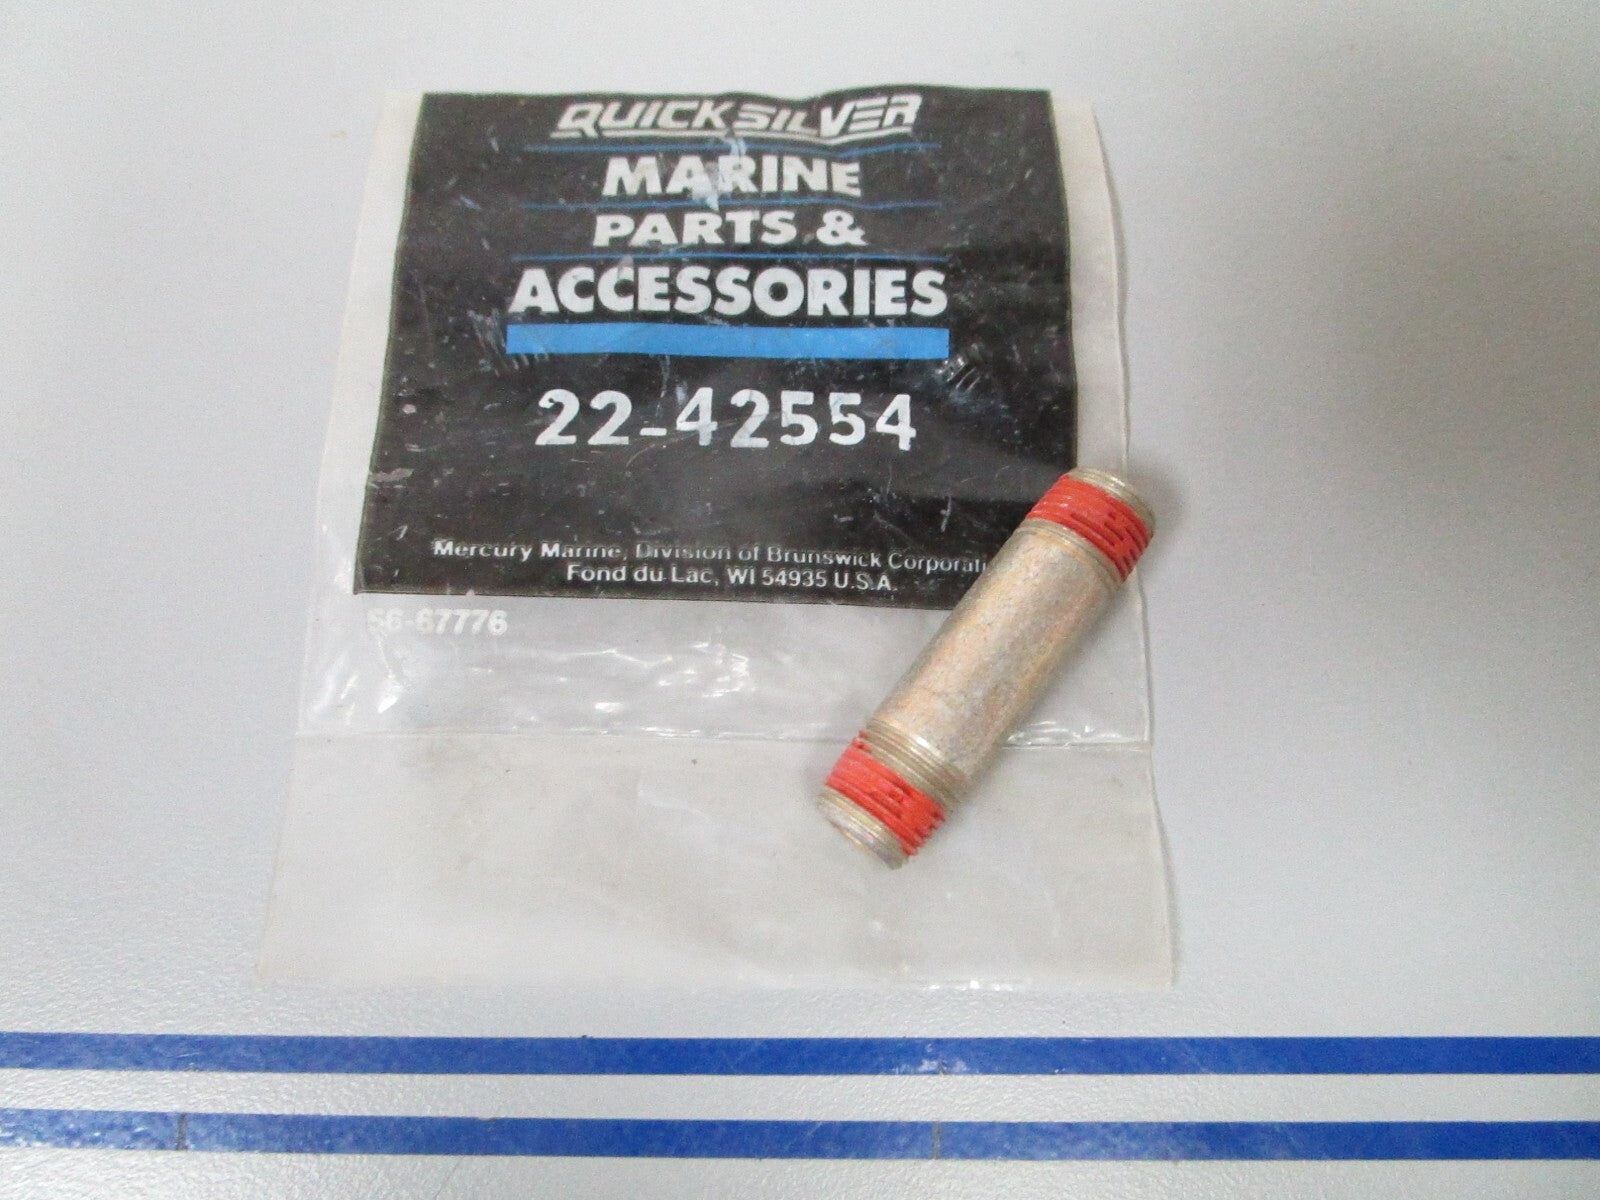 QUICKSILVER
MARINE
PARTS &
ACCESSORIES
22-42554
Mercury Marine, Division of Brunswick Corporati
Fond du Lac, WI 54935 U.S.A.
56-67776